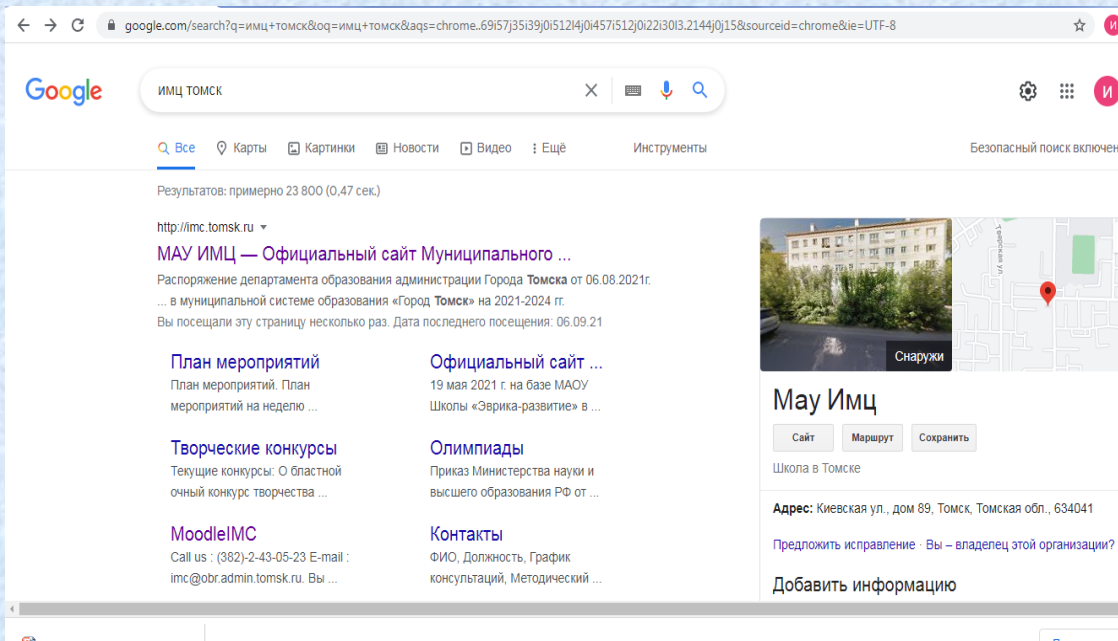 google.com/search?q=имц+томск&oq=имц+томск&aqs=chrome..69i57j35i39j0i512l4j0i457i512j0i22i30l3.2144j0j15&sourceid=chrome&ie=UTF-8
Google
имц томск
И
Все Карты Картинки Новости Видео Ещё Инструменты Безопасный поиск включен
Результатов: примерно 23 800 (0,47 сек.)
http://imc.tomsk.ru
МАУ ИМЦ — Официальный сайт Муниципального ...
Распоряжение департамента образования администрации Города Томска от 06.08.2021г.
... в муниципальной системе образования «Город Томск» на 2021-2024 гг.
Вы посещали эту страницу несколько раз. Дата последнего посещения: 06.09.21
План мероприятий
План мероприятий. План
мероприятий на неделю ...
Официальный сайт ...
19 мая 2021 г. на базе МАОУ
Школы «Эврика-развитие» в ...
Творческие конкурсы
Текущие конкурсы: О бластной
очный конкурс творчества ...
Олимпиады
Приказ Министерства науки и
высшего образования РФ от ...
MoodleIMC
Call us : (382)-2-43-05-23 E-mail :
imc@obr.admin.tomsk.ru. Вы ...
Контакты
ФИО, Должность, График
консультаций, Методический ...
Снаружи
Тверская ул.
Мау Имц
Сайт Маршрут Сохранить
Школа в Томске
Адрес: Киевская ул., дом 89, Томск, Томская обл., 634041
Предложить исправление · Вы – владелец этой организации?
Добавить информацию